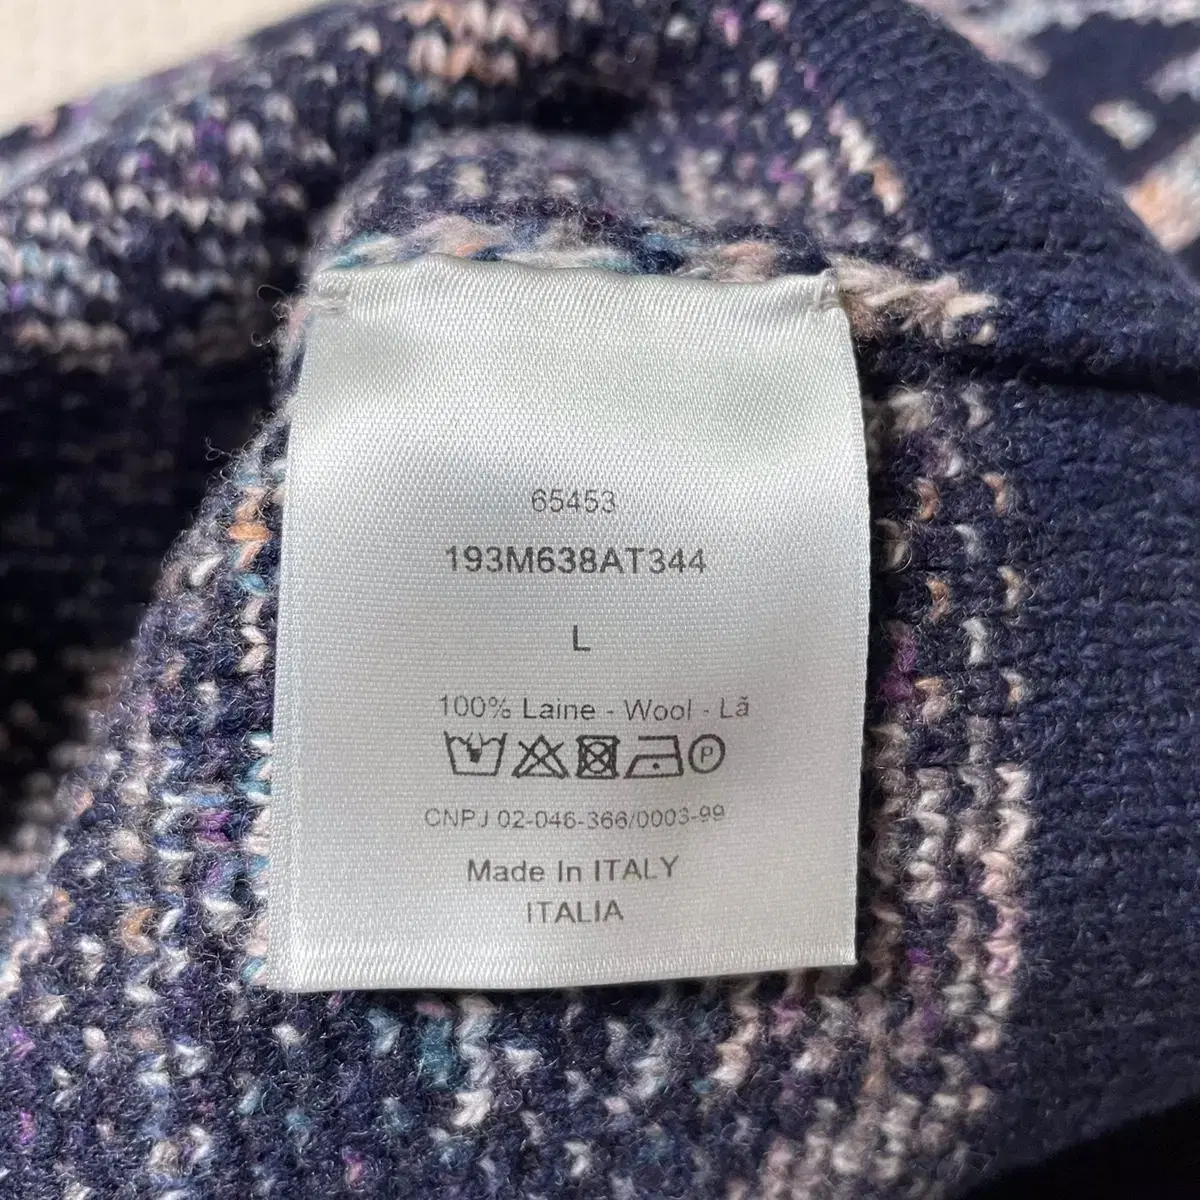 65453
193M638AT344
L
100% Laine - Wool - Lã
P
CNPJ 02-046-366/0003-99
Made In ITALY
ITALIA